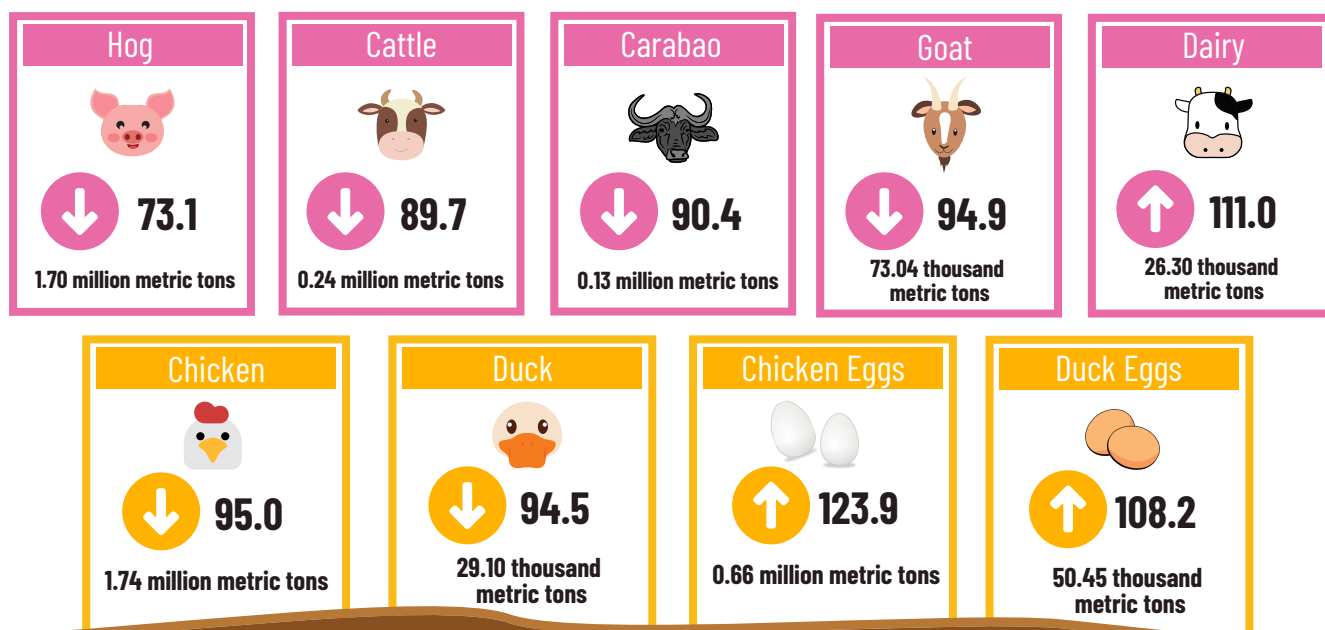 Hog
73.1
1.70 million metric tons
Cattle
89.7
0.24 million metric tons
Carabao
90.4
0.13 million metric tons
Goat
94.9
73.04 thousand
metric tons
Dairy
111.0
26.30 thousand
metric tons
Chicken
95.0
1.74 million metric tons
Duck
94.5
29.10 thousand
metric tons
Chicken Eggs
123.9
0.66 million metric tons
Duck Eggs
108.2
50.45 thousand
metric tons